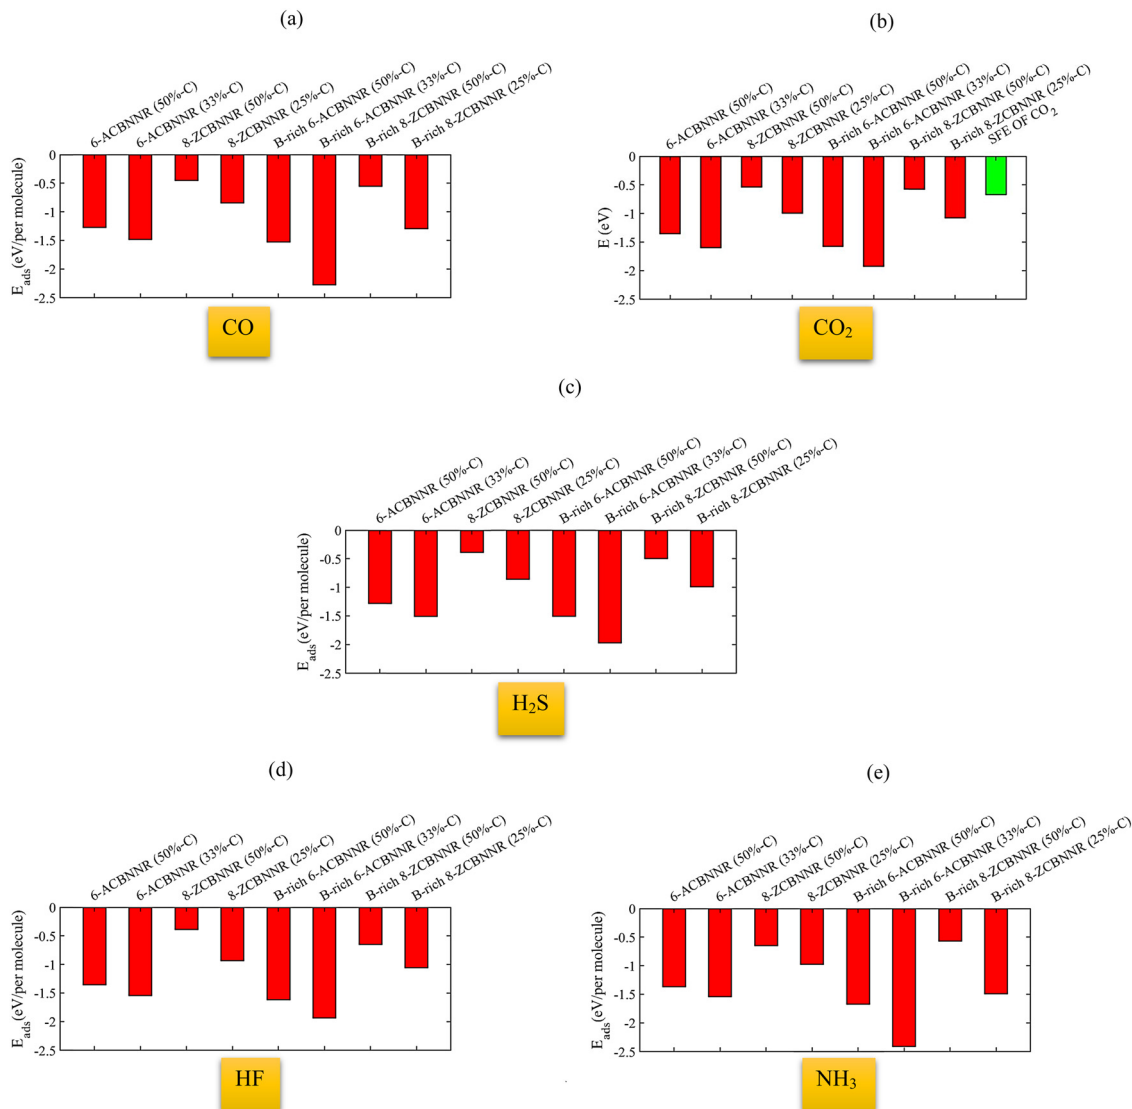 (a)
6-ACBNNR (50%-C)
6-ACBNNR (33%-C)
8-ZCBNNR (50%-C)
8-ZCBNNR (25%-C)
B-rich 6-ACBNNR (50%-C)
B-rich 6-ACBNNR (33%-C)
B-rich 8-ZCBNNR (50%-C)
B-rich 8-ZCBNNR (25%-C)
E_ads(eV/per molecule)
0
-0.5
-1
-1.5
-2
-2.5
CO
(b)
6-ACBNNR (50%-C)
6-ACBNNR (33%-C)
8-ZCBNNR (50%-C)
8-ZCBNNR (25%-C)
B-rich 6-ACBNNR (50%-C)
B-rich 6-ACBNNR (33%-C)
B-rich 8-ZCBNNR (50%-C)
B-rich 8-ZCBNNR (25%-C)
SFE OF CO₂
E (eV)
0
-0.5
-1
-1.5
-2
-2.5
CO₂
(c)
6-ACBNNR (50%-C)
6-ACBNNR (33%-C)
8-ZCBNNR (50%-C)
8-ZCBNNR (25%-C)
B-rich 6-ACBNNR (50%-C)
B-rich 6-ACBNNR (33%-C)
B-rich 8-ZCBNNR (50%-C)
B-rich 8-ZCBNNR (25%-C)
E_ads(eV/per molecule)
0
-0.5
-1
-1.5
-2
-2.5
H₂S
(d)
6-ACBNNR (50%-C)
6-ACBNNR (33%-C)
8-ZCBNNR (50%-C)
8-ZCBNNR (25%-C)
B-rich 6-ACBNNR (50%-C)
B-rich 6-ACBNNR (33%-C)
B-rich 8-ZCBNNR (50%-C)
B-rich 8-ZCBNNR (25%-C)
E_ads(eV/per molecule)
0
-0.5
-1
-1.5
-2
-2.5
HF
(e)
6-ACBNNR (50%-C)
6-ACBNNR (33%-C)
8-ZCBNNR (50%-C)
8-ZCBNNR (25%-C)
B-rich 6-ACBNNR (50%-C)
B-rich 6-ACBNNR (33%-C)
B-rich 8-ZCBNNR (50%-C)
B-rich 8-ZCBNNR (25%-C)
E_ads(eV/per molecule)
0
-0.5
-1
-1.5
-2
-2.5
NH₃